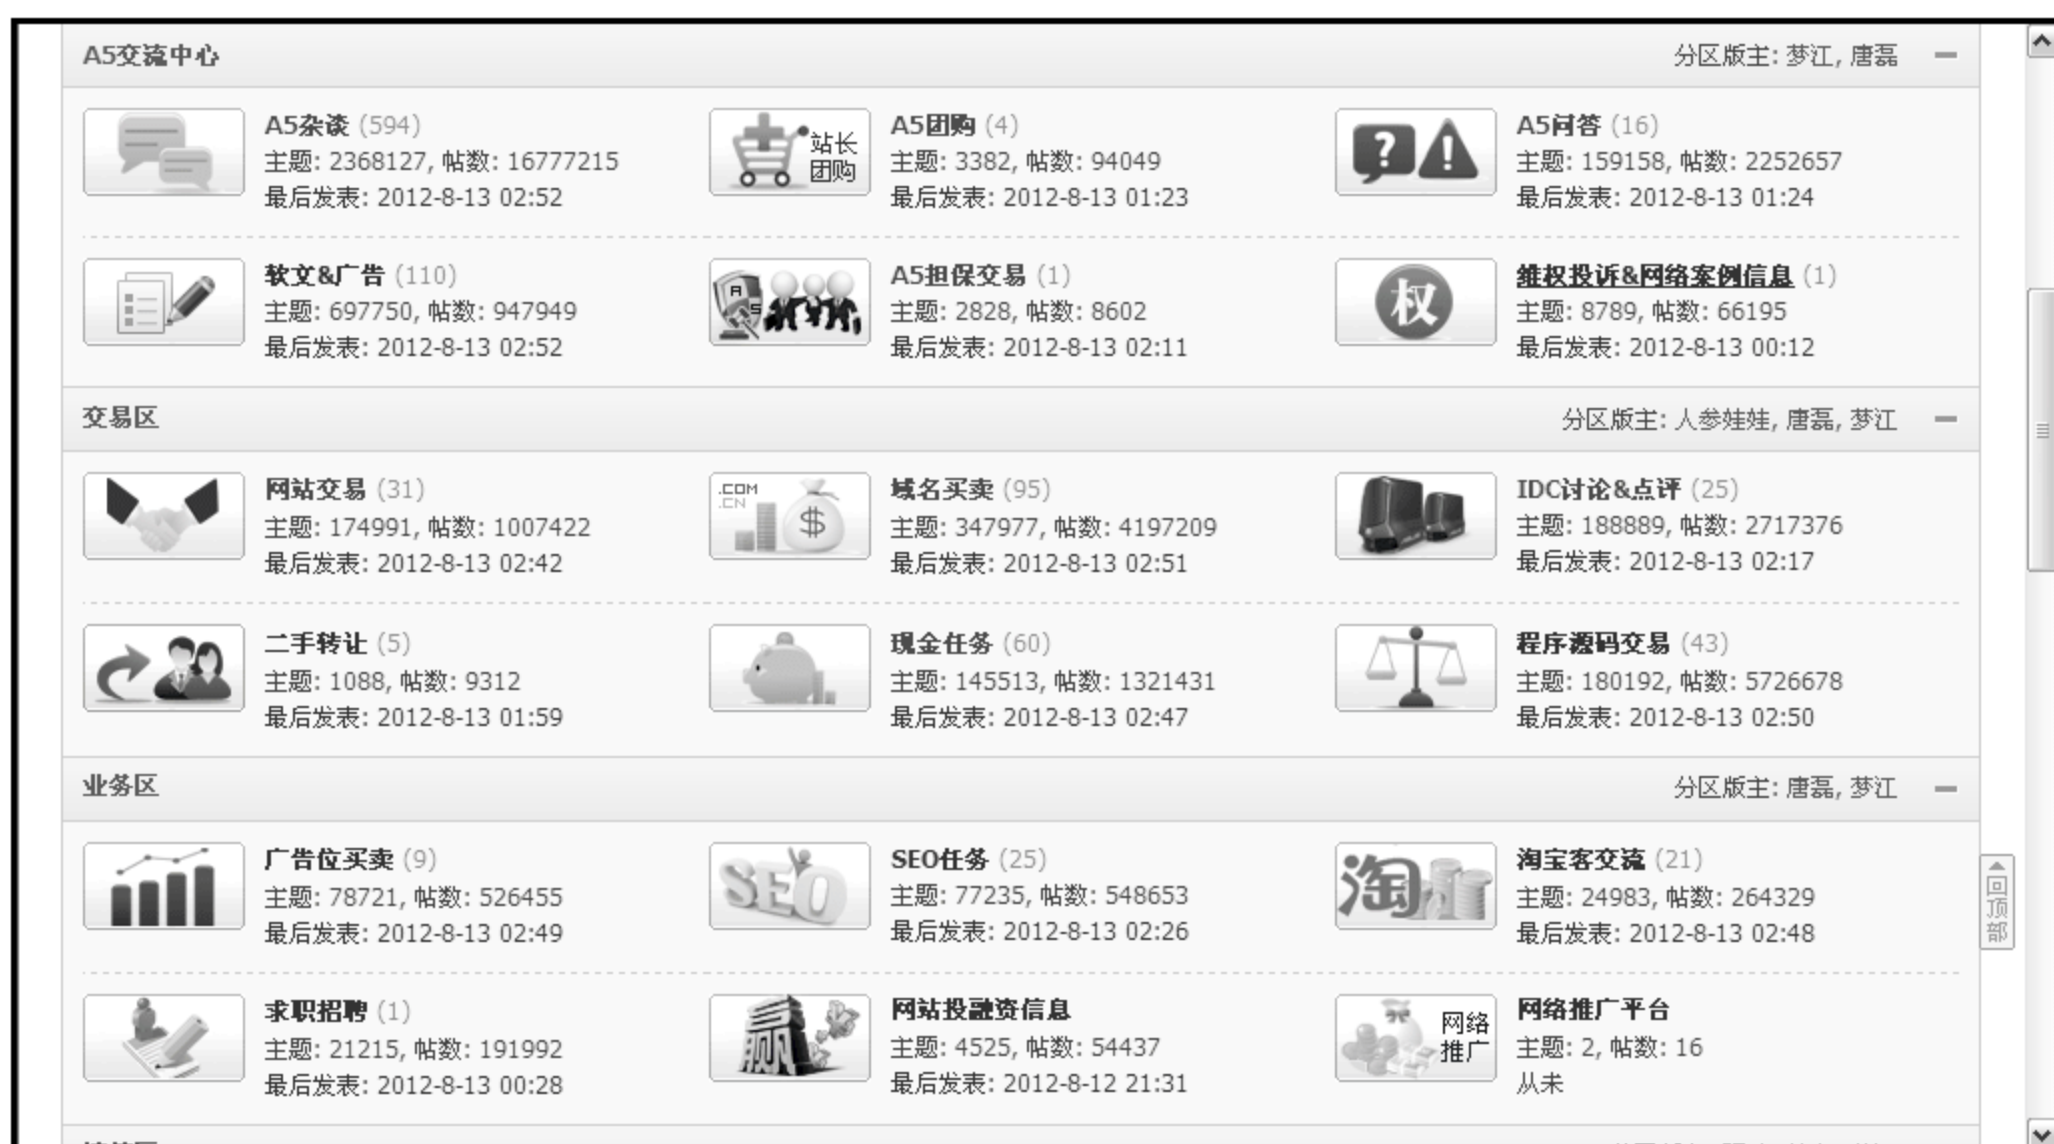 A5交流中心
分区版主: 梦江, 唐磊
A5杂谈 (594)
主题: 2368127, 帖数: 16777215
最后发表: 2012-8-13 02:52
站长
团购
A5团购 (4)
主题: 3382, 帖数: 94049
最后发表: 2012-8-13 01:23
A5问答 (16)
主题: 159158, 帖数: 2252657
最后发表: 2012-8-13 01:24
软文&广告 (110)
主题: 697750, 帖数: 947949
最后发表: 2012-8-13 02:52
A
5
A5担保交易 (1)
主题: 2828, 帖数: 8602
最后发表: 2012-8-13 02:11
权
维权投诉&网络案例信息 (1)
主题: 8789, 帖数: 66195
最后发表: 2012-8-13 00:12
交易区
分区版主: 人参娃娃, 唐磊, 梦江
网站交易 (31)
主题: 174991, 帖数: 1007422
最后发表: 2012-8-13 02:42
.COM
.CN
$
域名买卖 (95)
主题: 347977, 帖数: 4197209
最后发表: 2012-8-13 02:51
IDC讨论&点评 (25)
主题: 188889, 帖数: 2717376
最后发表: 2012-8-13 02:17
二手转让 (5)
主题: 1088, 帖数: 9312
最后发表: 2012-8-13 01:59
现金任务 (60)
主题: 145513, 帖数: 1321431
最后发表: 2012-8-13 02:47
程序源码交易 (43)
主题: 180192, 帖数: 5726678
最后发表: 2012-8-13 02:50
业务区
分区版主: 唐磊, 梦江
广告位买卖 (9)
主题: 78721, 帖数: 526455
最后发表: 2012-8-13 02:49
SEO
SEO任务 (25)
主题: 77235, 帖数: 548653
最后发表: 2012-8-13 02:26
淘
淘宝客交流 (21)
主题: 24983, 帖数: 264329
最后发表: 2012-8-13 02:48
回顶部
求职招聘 (1)
主题: 21215, 帖数: 191992
最后发表: 2012-8-13 00:28
赢
网站投融资信息
主题: 4525, 帖数: 54437
最后发表: 2012-8-12 21:31
网络
推广
网络推广平台
主题: 2, 帖数: 16
从未